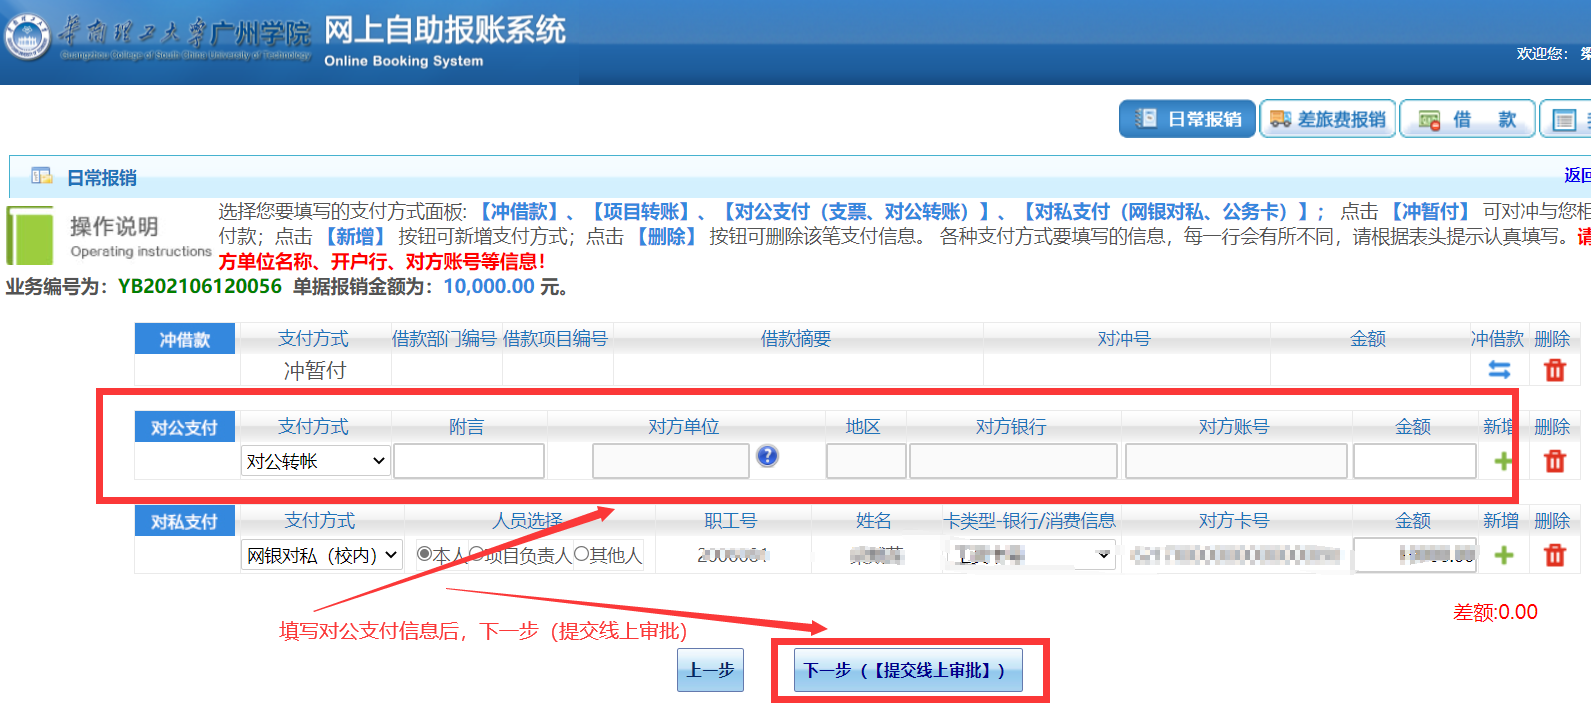 华南理工大学广州学院 网上自助报账系统
Guangzhou College of South China University of Technology Online Booking System
欢迎您：
日常报销 差旅费报销 借 款
日常报销 返回
操作说明
Operating instructions
选择您要填写的支付方式面板:【冲借款】、【项目转账】、【对公支付（支票、对公转账）】、【对私支付（网银对私、公务卡）】；点击 【冲暂付】 可对冲与您相
付款；点击 【新增】 按钮可新增支付方式；点击 【删除】 按钮可删除该笔支付信息。 各种支付方式要填写的信息，每一行会有所不同，请根据表头提示认真填写。请
方单位名称、开户行、对方账号等信息！
业务编号为：YB202106120056 单据报销金额为：10,000.00 元。
冲借款 支付方式 借款部门编号 借款项目编号 借款摘要 对冲号 金额 冲借款 删除
冲暂付
对公支付 支付方式 附言 对方单位 地区 对方银行 对方账号 金额 新增 删除
对公转帐
对私支付 支付方式 人员选择 职工号 姓名 卡类型-银行/消费信息 对方卡号 金额 新增 删除
网银对私（校内） 本人 项目负责人 其他人
差额:0.00
填写对公支付信息后，下一步（提交线上审批）
上一步 下一步（【提交线上审批】）